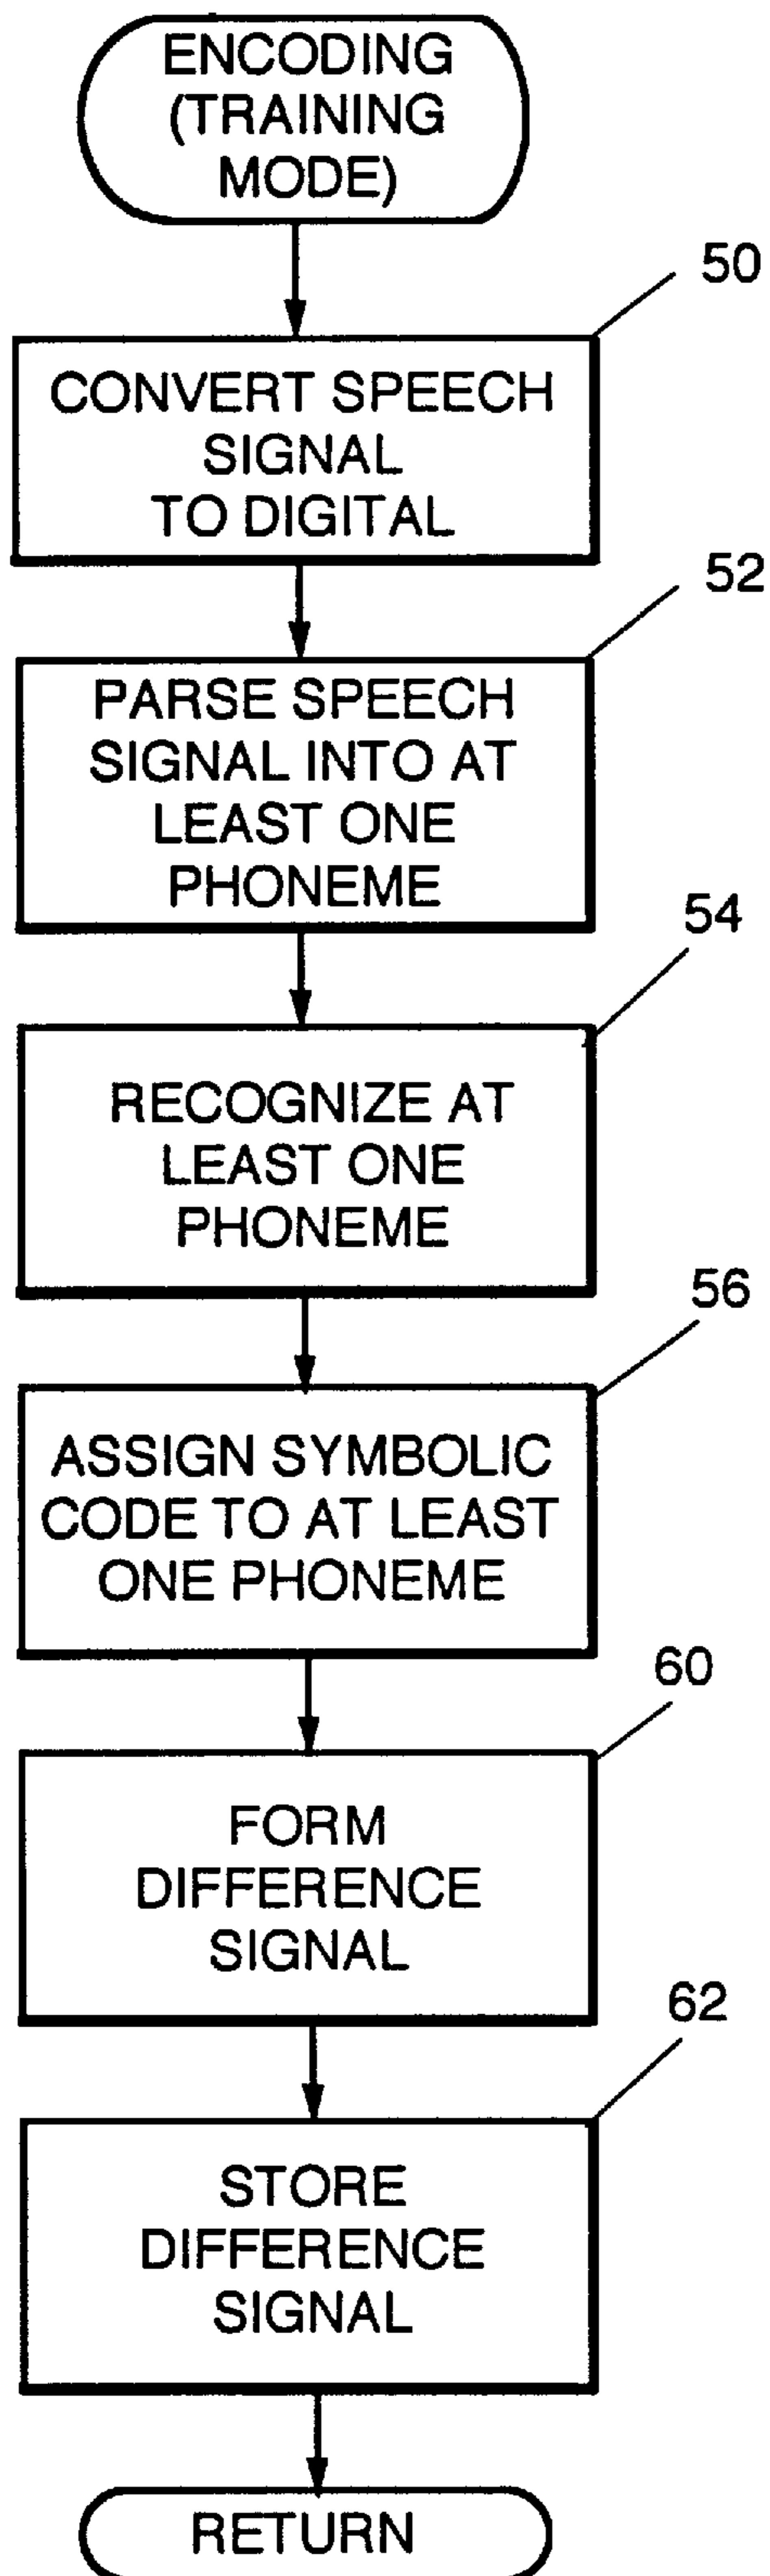 ENCODING
(TRAINING
MODE)
50
CONVERT SPEECH
SIGNAL
TO DIGITAL
52
PARSE SPEECH
SIGNAL INTO AT
LEAST ONE
PHONEME
54
RECOGNIZE AT
LEAST ONE
PHONEME
56
ASSIGN SYMBOLIC
CODE TO AT LEAST
ONE PHONEME
60
FORM
DIFFERENCE
SIGNAL
62
STORE
DIFFERENCE
SIGNAL
RETURN